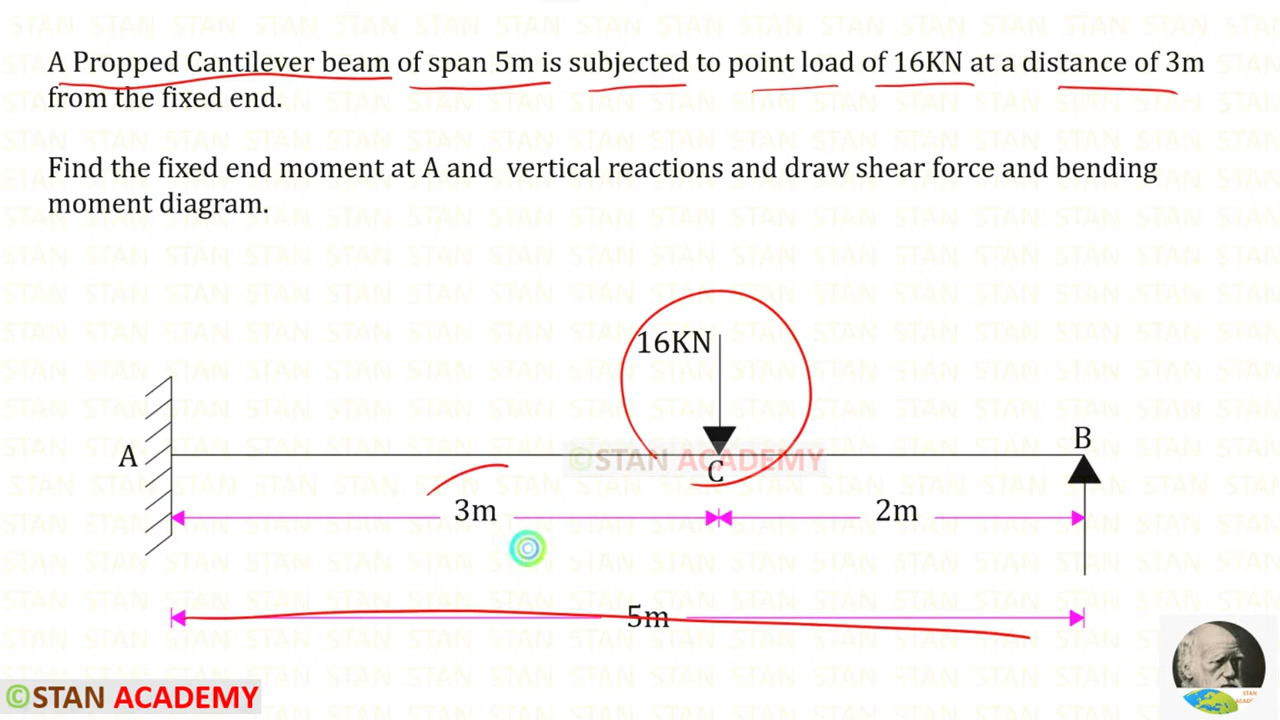 A Propped Cantilever beam of span 5m is subjected to point load of 16KN at a distance of 3m
from the fixed end.
Find the fixed end moment at A and vertical reactions and draw shear force and bending
moment diagram.
16KN
B
A
©STAN ACADEMY
C
3m
2m
5m
©STAN ACADEMY